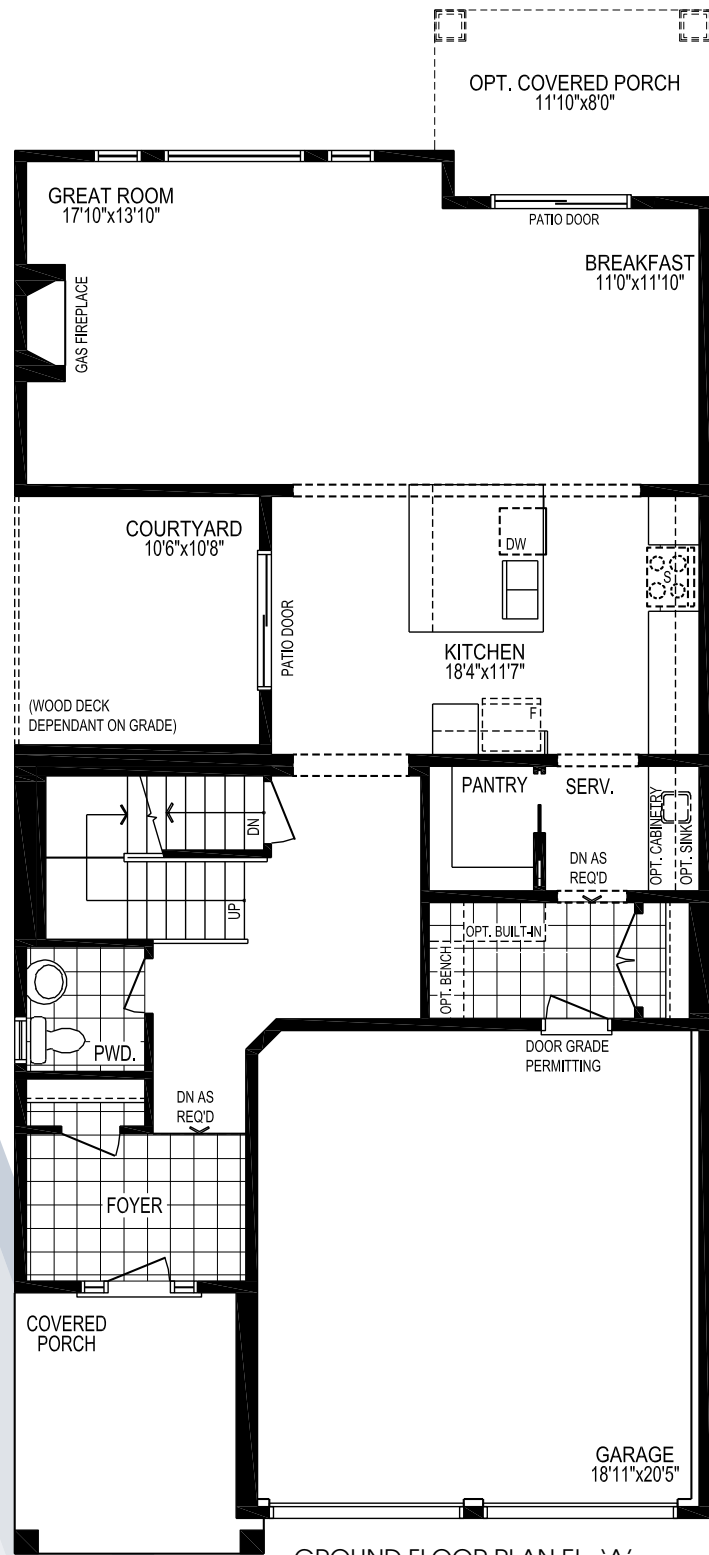 OPT. COVERED PORCH
11'10"x8'0"
GREAT ROOM
17'10"x13'10"
PATIO DOOR
BREAKFAST
11'0"x11'10"
GAS FIREPLACE
COURTYARD
10'6"x10'8"
DW
S
PATIO DOOR
KITCHEN
18'4"x11'7"
(WOOD DECK
DEPENDANT ON GRADE)
F
PANTRY
SERV.
OPT. CABINETRY
OPT. SINK
DN
DN AS
REQ'D
UP
OPT. BUILT-IN
OPT. BENCH
PWD.
DOOR GRADE
PERMITTING
DN AS
REQ'D
FOYER
COVERED
PORCH
GARAGE
18'11"x20'5"